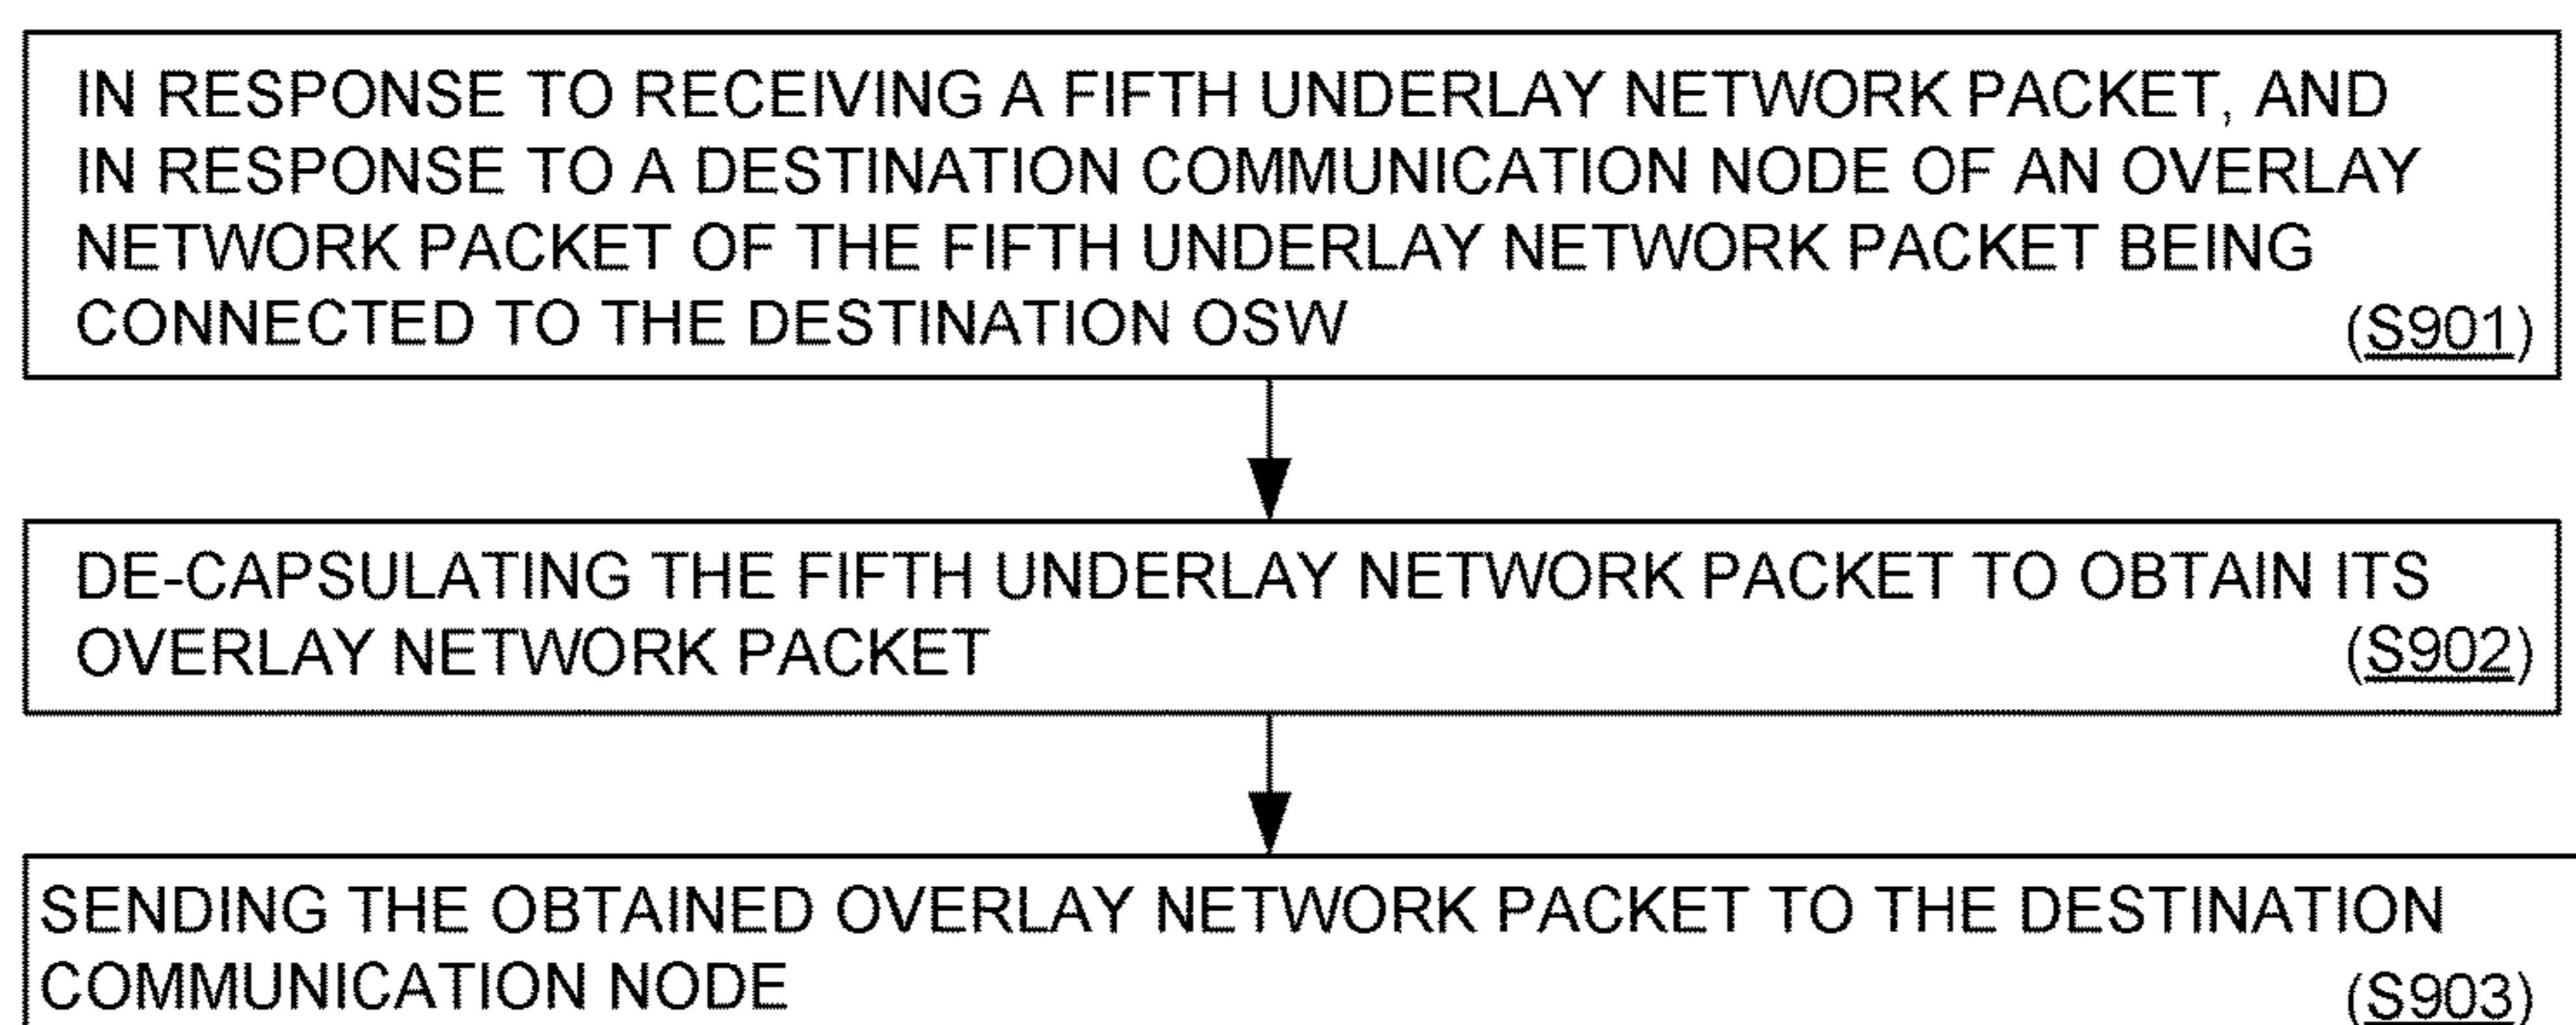 IN RESPONSE TO RECEIVING A FIFTH UNDERLAY NETWORK PACKET, AND
IN RESPONSE TO A DESTINATION COMMUNICATION NODE OF AN OVERLAY
NETWORK PACKET OF THE FIFTH UNDERLAY NETWORK PACKET BEING
CONNECTED TO THE DESTINATION OSW (S901)
DE-CAPSULATING THE FIFTH UNDERLAY NETWORK PACKET TO OBTAIN ITS
OVERLAY NETWORK PACKET (S902)
SENDING THE OBTAINED OVERLAY NETWORK PACKET TO THE DESTINATION
COMMUNICATION NODE (S903)